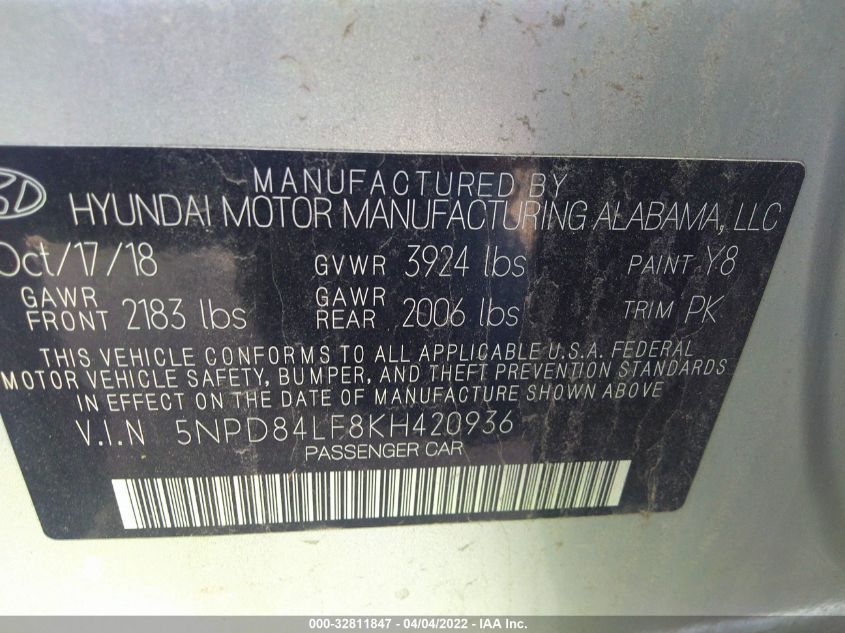 MANUFACTURED BY
HYUNDAI MOTOR MANUFACTURING ALABAMA, LLC
Oct/17/18 GVWR 3924 lbs PAINT Y8
GAWR FRONT 2183 lbs GAWR REAR 2006 lbs TRIM PK
THIS VEHICLE CONFORMS TO ALL APPLICABLE U.S.A. FEDERAL
MOTOR VEHICLE SAFETY, BUMPER, AND THEFT PREVENTION STANDARDS
IN EFFECT ON THE DATE OF MANUFACTURE SHOWN ABOVE
V.I.N 5NPD84LF8KH420936
PASSENGER CAR
000-32811847 - 04/04/2022 - IAA Inc.